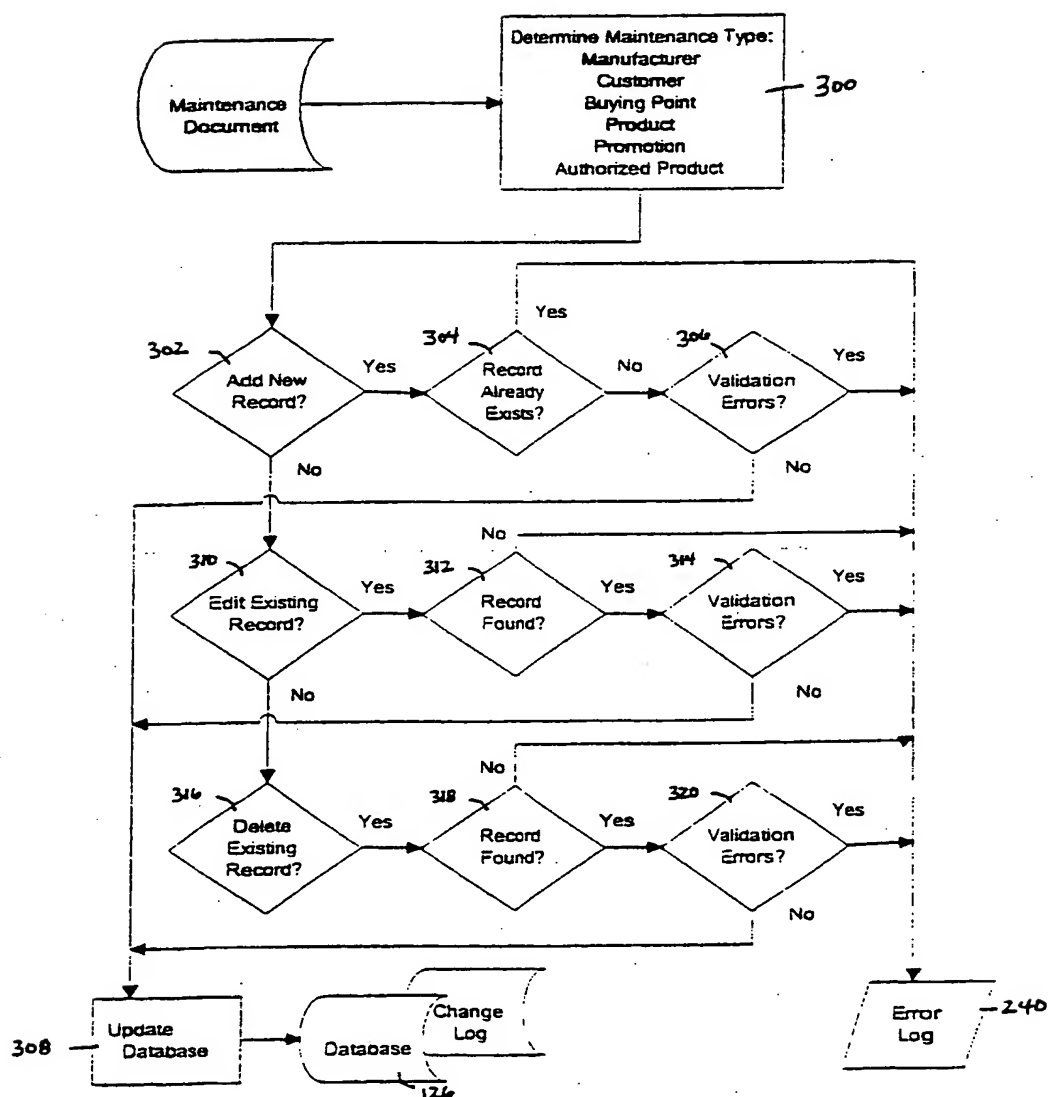 Maintenance
Document
Determine Maintenance Type:
Manufacturer
Customer
Buying Point
Product
Promotion
Authorized Product
300
302
Add New
Record?
Yes
No
304
Record
Already
Exists?
Yes
No
306
Validation
Errors?
Yes
No
310
Edit Existing
Record?
Yes
No
312
Record
Found?
No
Yes
314
Validation
Errors?
Yes
No
316
Delete
Existing
Record?
Yes
318
Record
Found?
No
Yes
320
Validation
Errors?
Yes
No
308
Update
Database
Database
126
Change
Log
Error
Log
240